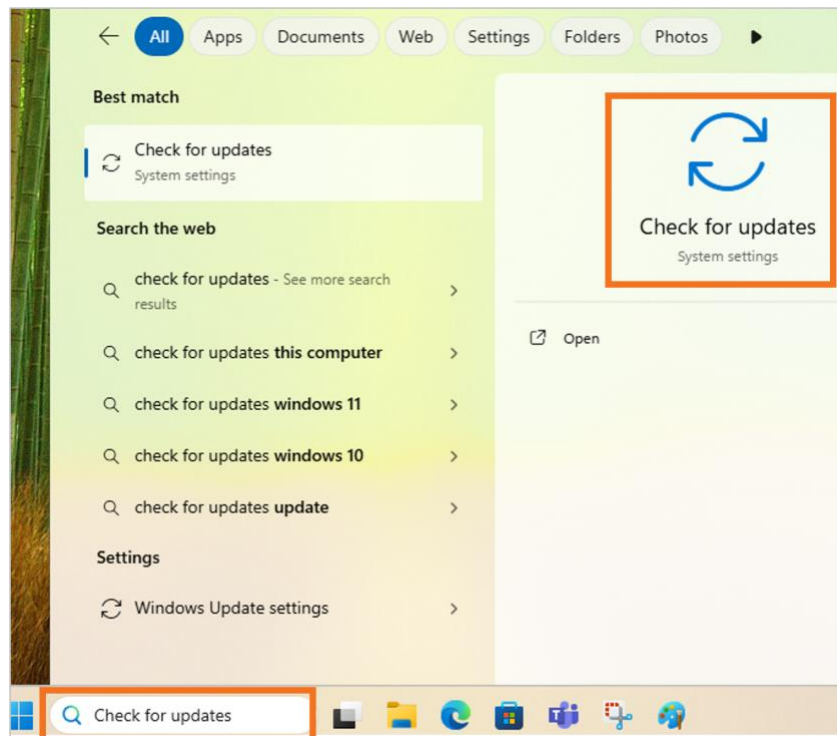 All Apps Documents Web Settings Folders Photos
Best match
Check for updates
System settings
Search the web
check for updates - See more search
results
check for updates this computer
check for updates windows 11
check for updates windows 10
check for updates update
Settings
Windows Update settings
Check for updates
System settings
Open
Check for updates